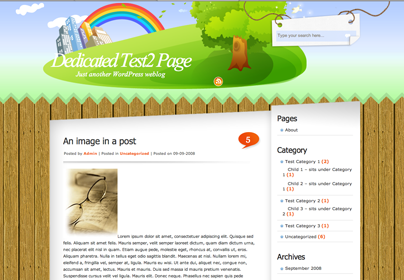 Dedicated Test2 Page
Just another WordPress weblog
Type your search here...
An image in a post
5
Posted by Admin | Posted in Uncategorized | Posted on 09-09-2008
Lorem ipsum dolor sit amet, consectetuer adipiscing elit. Quisque sed
felis. Aliquam sit amet felis. Mauris semper, velit semper laoreet dictum, quam diam dictum urna,
nec placerat elit nisl in quam. Etiam augue pede, molestie eget, rhoncus at, convallis ut, eros.
Aliquam pharetra. Nulla in tellus eget odio sagittis blandit. Maecenas at nisl. Nullam lorem mi,
eleifend a, fringilla vel, semper at, ligula. Mauris eu wisi. Ut ante dui, aliquet nec, congue non,
accumsan sit amet, lectus. Mauris et mauris. Duis sed massa id mauris pretium venenatis.
Suspendisse cursus velit vel ligula. Mauris elit. Donec neque. Phasellus nec sapien quis pede
Pages
About
Category
Test Category 1 (2)
Child 1 – sits under Category
1 (1)
Child 2 – sits under Category
1 (1)
Test Category 2 (1)
Child 3 – sits under Category
2 (1)
Test Category 3 (1)
Uncategorized (6)
Archives
September 2008